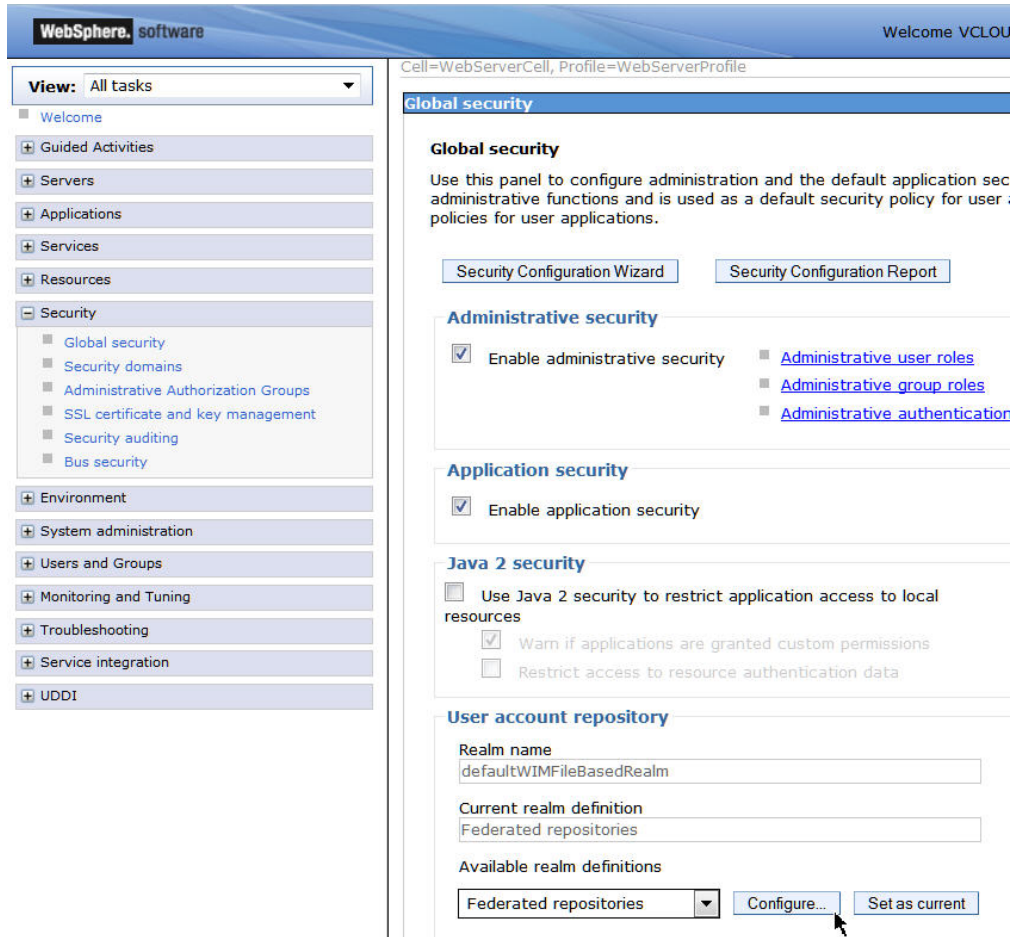 WebSphere. software
Welcome VCLOU
View: All tasks
Welcome
Guided Activities
Servers
Applications
Services
Resources
Security
Global security
Security domains
Administrative Authorization Groups
SSL certificate and key management
Security auditing
Bus security
Environment
System administration
Users and Groups
Monitoring and Tuning
Troubleshooting
Service integration
UDDI
Cell=WebServerCell, Profile=WebServerProfile
Global security
Global security
Use this panel to configure administration and the default application sec
administrative functions and is used as a default security policy for user a
policies for user applications.
Security Configuration Wizard
Security Configuration Report
Administrative security
Enable administrative security
Administrative user roles
Administrative group roles
Administrative authentication
Application security
Enable application security
Java 2 security
Use Java 2 security to restrict application access to local
resources
Warn if applications are granted custom permissions
Restrict access to resource authentication data
User account repository
Realm name
defaultWIMFileBasedRealm
Current realm definition
Federated repositories
Available realm definitions
Federated repositories
Configure...
Set as current